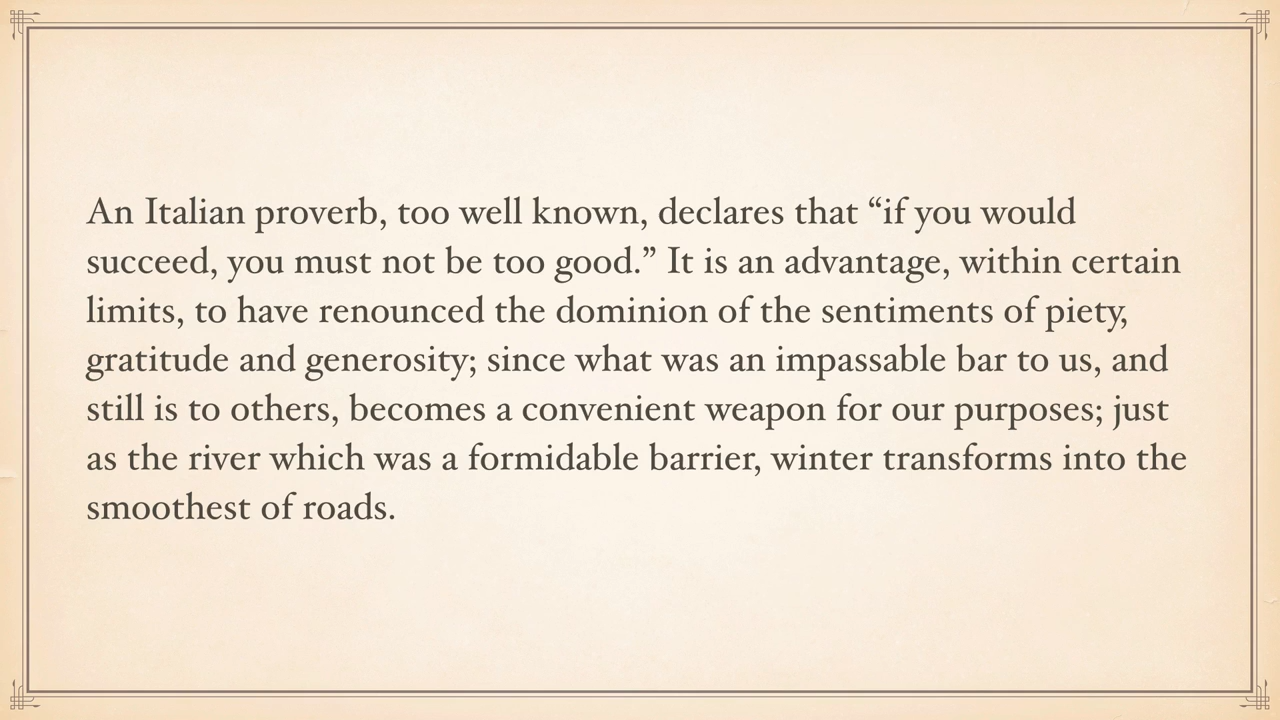 An Italian proverb, too well known, declares that “if you would
succeed, you must not be too good.” It is an advantage, within certain
limits, to have renounced the dominion of the sentiments of piety,
gratitude and generosity; since what was an impassable bar to us, and
still is to others, becomes a convenient weapon for our purposes; just
as the river which was a formidable barrier, winter transforms into the
smoothest of roads.